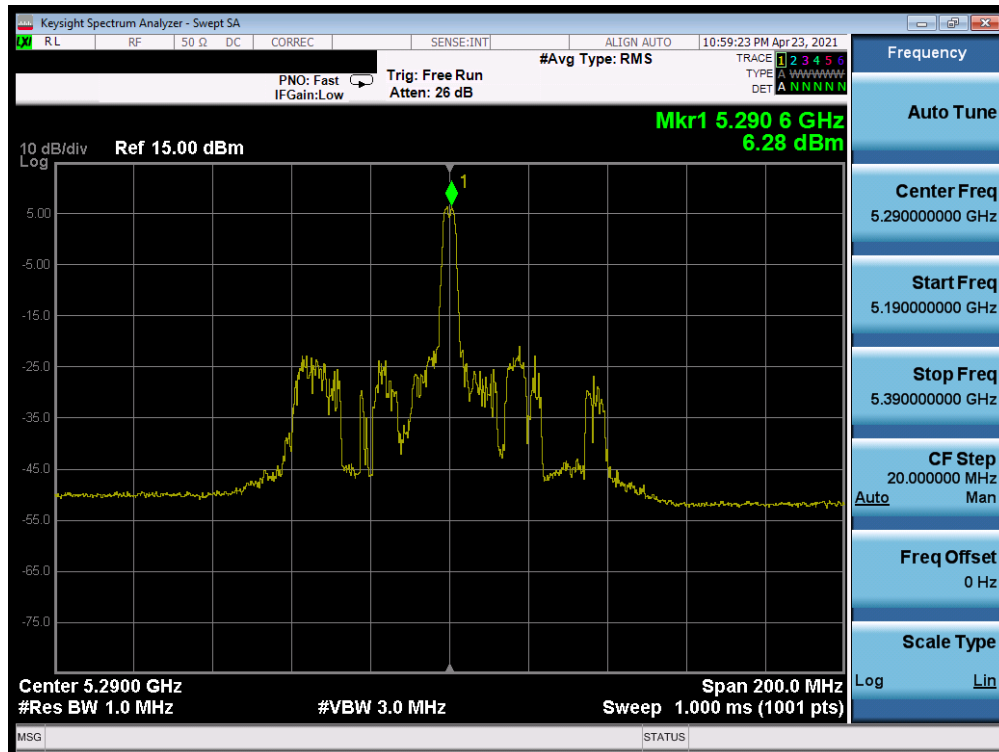 Keysight Spectrum Analyzer - Swept SA
LXI RL RF 50 Ω DC CORREC SENSE:INT ALIGN AUTO 10:59:23 PM Apr 23, 2021
#Avg Type: RMS
TRACE 1 2 3 4 5 6
PNO: Fast Trig: Free Run
TYPE A WWWWW
IFGain:Low Atten: 26 dB
DET A N N N N N
Frequency
Mkr1 5.290 6 GHz
6.28 dBm
10 dB/div Ref 15.00 dBm
Log
1
5.00
-5.00
-15.0
-25.0
-35.0
-45.0
-55.0
-65.0
-75.0
Center 5.2900 GHz Span 200.0 MHz
#Res BW 1.0 MHz #VBW 3.0 MHz Sweep 1.000 ms (1001 pts)
Auto Tune
Center Freq
5.290000000 GHz
Start Freq
5.190000000 GHz
Stop Freq
5.390000000 GHz
CF Step
20.000000 MHz
Auto Man
Freq Offset
0 Hz
Scale Type
Log Lin
MSG STATUS